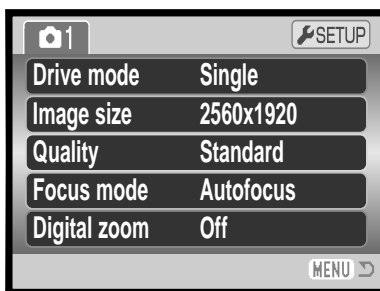 1 SETUP
Drive mode Single
Image size 2560x1920
Quality Standard
Focus mode Autofocus
Digital zoom Off
MENU